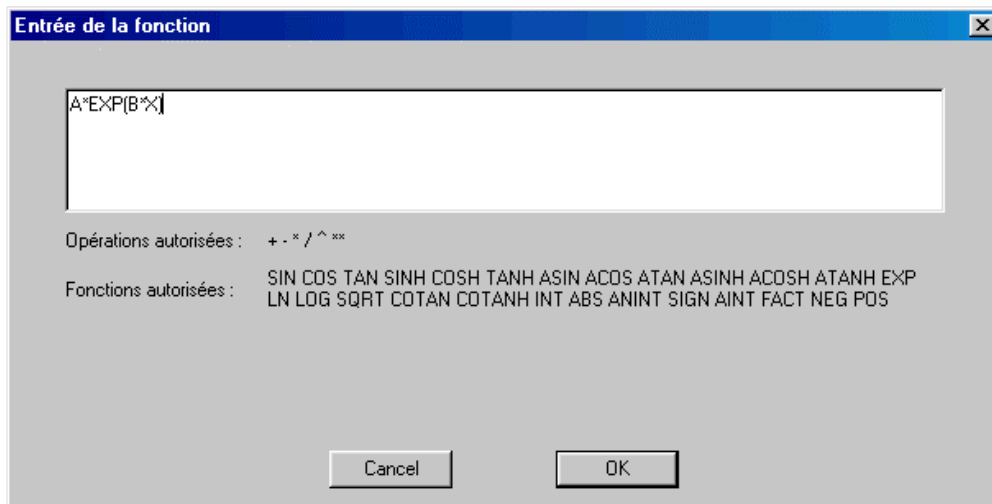 Entrée de la fonction
A*EXP(B*X)
Opérations autorisées : + - * / ^ **
Fonctions autorisées : SIN COS TAN SINH COSH TANH ASIN ACOS ATAN ASINH ACOSH ATANH EXP
LN LOG SQRT COTAN COTANH INT ABS ANINT SIGN AINT FACT NEG POS
Cancel OK